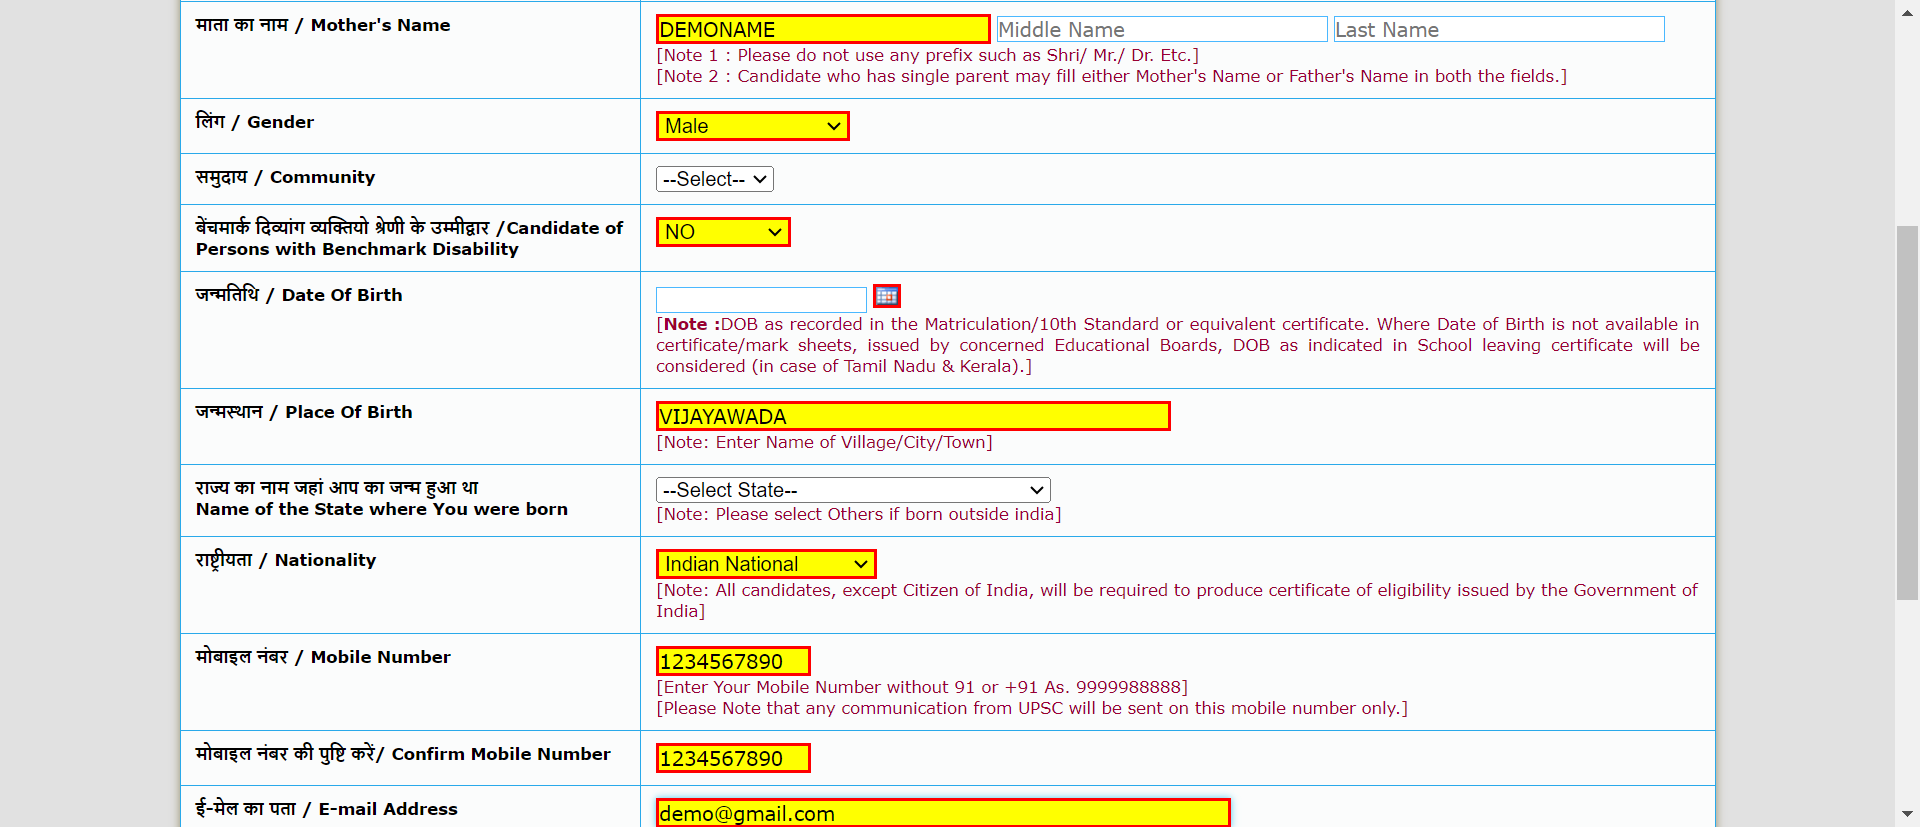 माता का नाम / Mother's Name
DEMONAME Middle Name Last Name
[Note 1 : Please do not use any prefix such as Shri/ Mr./ Dr. Etc.]
[Note 2 : Candidate who has single parent may fill either Mother's Name or Father's Name in both the fields.]
लिंग / Gender
Male
समुदाय / Community
--Select--
बेंचमार्क दिव्यांग व्यक्तियो श्रेणी के उम्मीद्वार /Candidate of
Persons with Benchmark Disability
NO
जन्मतिथि / Date Of Birth
[Note :DOB as recorded in the Matriculation/10th Standard or equivalent certificate. Where Date of Birth is not available in
certificate/mark sheets, issued by concerned Educational Boards, DOB as indicated in School leaving certificate will be
considered (in case of Tamil Nadu & Kerala).]
जन्मस्थान / Place Of Birth
VIJAYAWADA
[Note: Enter Name of Village/City/Town]
राज्य का नाम जहां आप का जन्म हुआ था
Name of the State where You were born
--Select State--
[Note: Please select Others if born outside india]
राष्ट्रीयता / Nationality
Indian National
[Note: All candidates, except Citizen of India, will be required to produce certificate of eligibility issued by the Government of
India]
मोबाइल नंबर / Mobile Number
1234567890
[Enter Your Mobile Number without 91 or +91 As. 9999988888]
[Please Note that any communication from UPSC will be sent on this mobile number only.]
मोबाइल नंबर की पुष्टि करें/ Confirm Mobile Number
1234567890
ई-मेल का पता / E-mail Address
demo@gmail.com